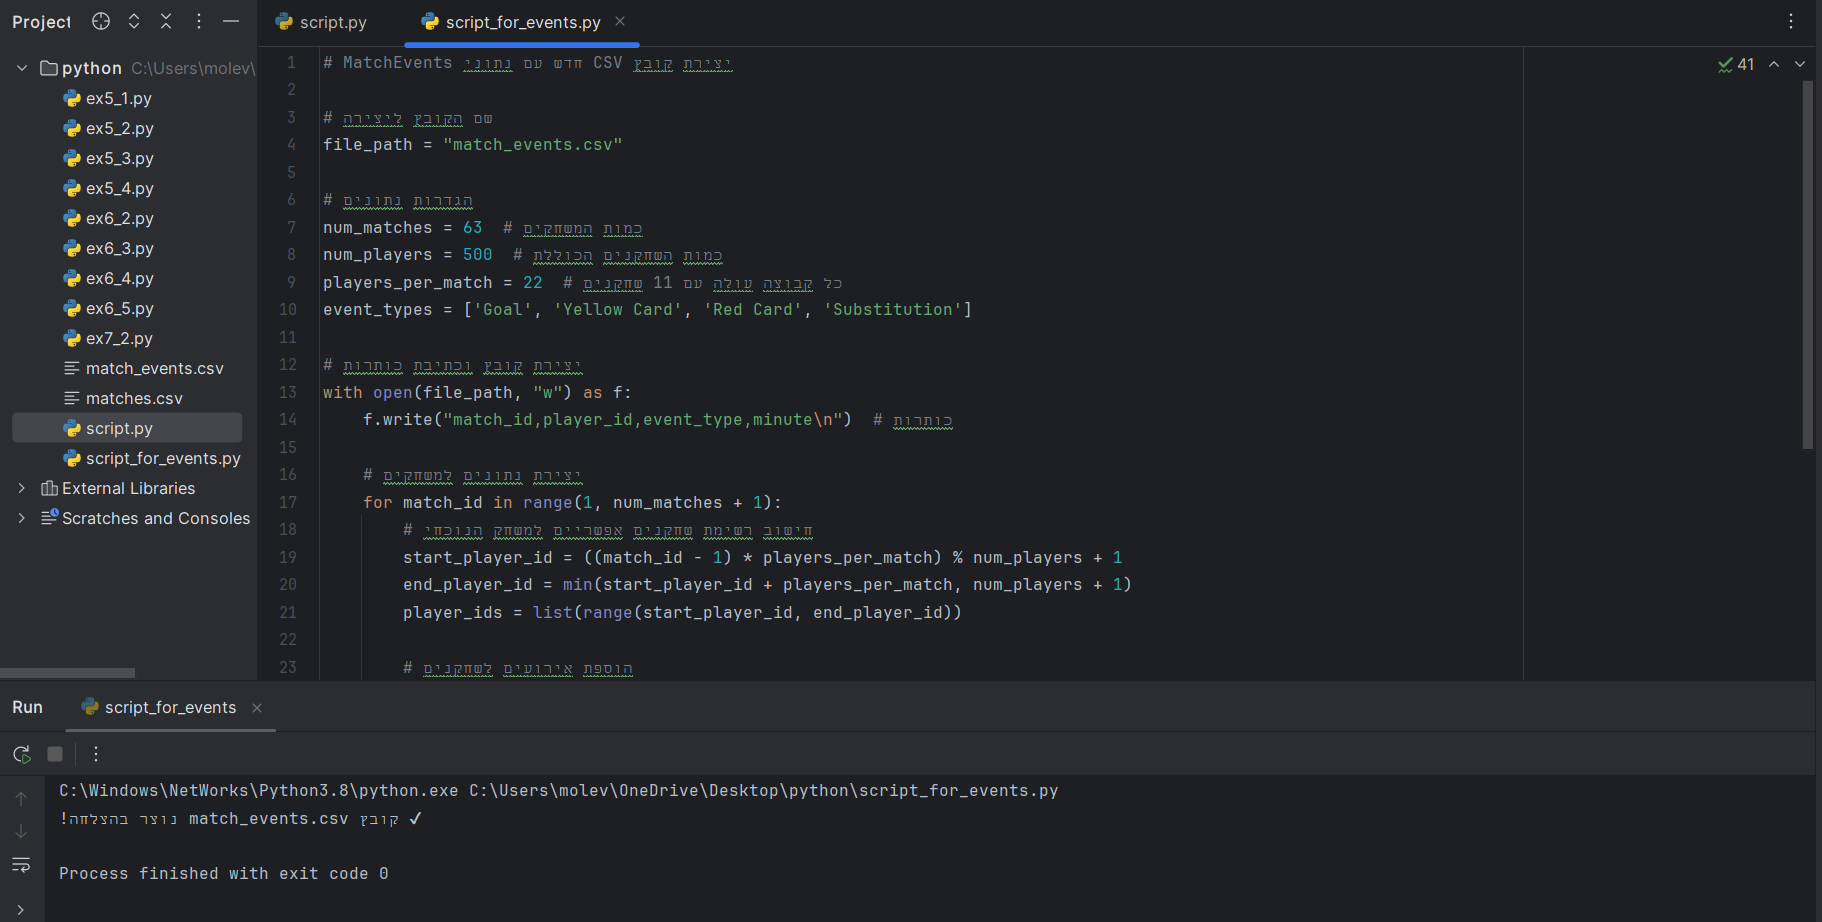 Project
script.py
script_for_events.py
python C:\Users\molev\
ex5_1.py
ex5_2.py
ex5_3.py
ex5_4.py
ex6_2.py
ex6_3.py
ex6_4.py
ex6_5.py
ex7_2.py
match_events.csv
matches.csv
script.py
script_for_events.py
External Libraries
Scratches and Consoles
41
1 # MatchEvents יצירת קובץ CSV חדש עם נתוני
2
3 # שם הקובץ ליצירה
4 file_path = "match_events.csv"
5
6 # הגדרות נתונים
7 num_matches = 63  # כמות המשחקים
8 num_players = 500  # כמות השחקנים הכוללת
9 players_per_match = 22  # כל קבוצה עולה עם 11 שחקנים
10 event_types = ['Goal', 'Yellow Card', 'Red Card', 'Substitution']
11
12 # יצירת קובץ וכתיבת כותרות
13 with open(file_path, "w") as f:
14     f.write("match_id,player_id,event_type,minute\n")  # כותרות
15
16     # יצירת נתונים למשחקים
17     for match_id in range(1, num_matches + 1):
18         # חישוב רשימת שחקנים אפשריים למשחק הנוכחי
19         start_player_id = ((match_id - 1) * players_per_match) % num_players + 1
20         end_player_id = min(start_player_id + players_per_match, num_players + 1)
21         player_ids = list(range(start_player_id, end_player_id))
22
23         # הוספת אירועים לשחקנים
Run
script_for_events
C:\Windows\NetWorks\Python3.8\python.exe C:\Users\molev\OneDrive\Desktop\python\script_for_events.py
✓ קובץ match_events.csv נוצר בהצלחה!
Process finished with exit code 0